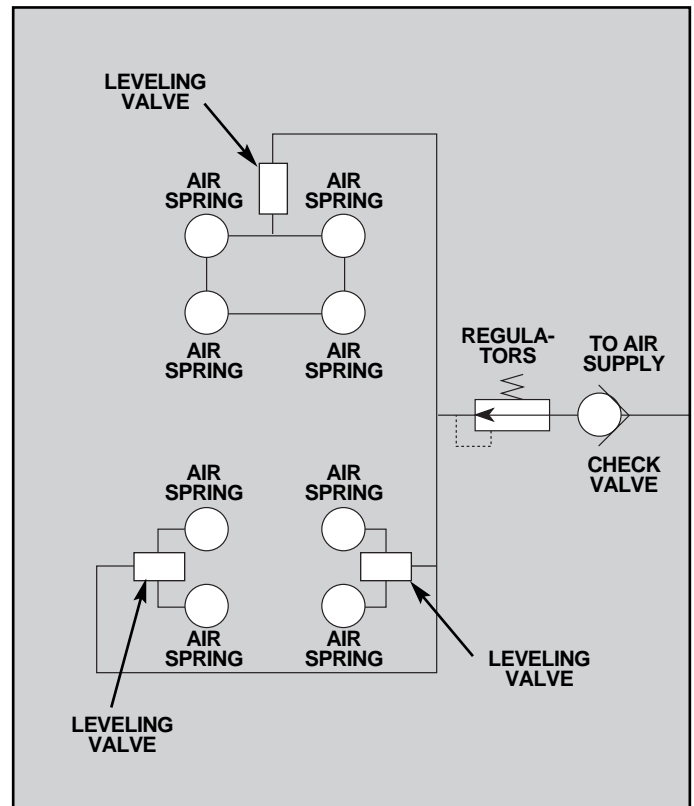 LEVELING
VALVE
AIR
SPRING
AIR
SPRING
AIR
SPRING
AIR
SPRING
REGULA-
TORS
TO AIR
SUPPLY
CHECK
VALVE
AIR
SPRING
AIR
SPRING
AIR
SPRING
AIR
SPRING
LEVELING
VALVE
LEVELING
VALVE